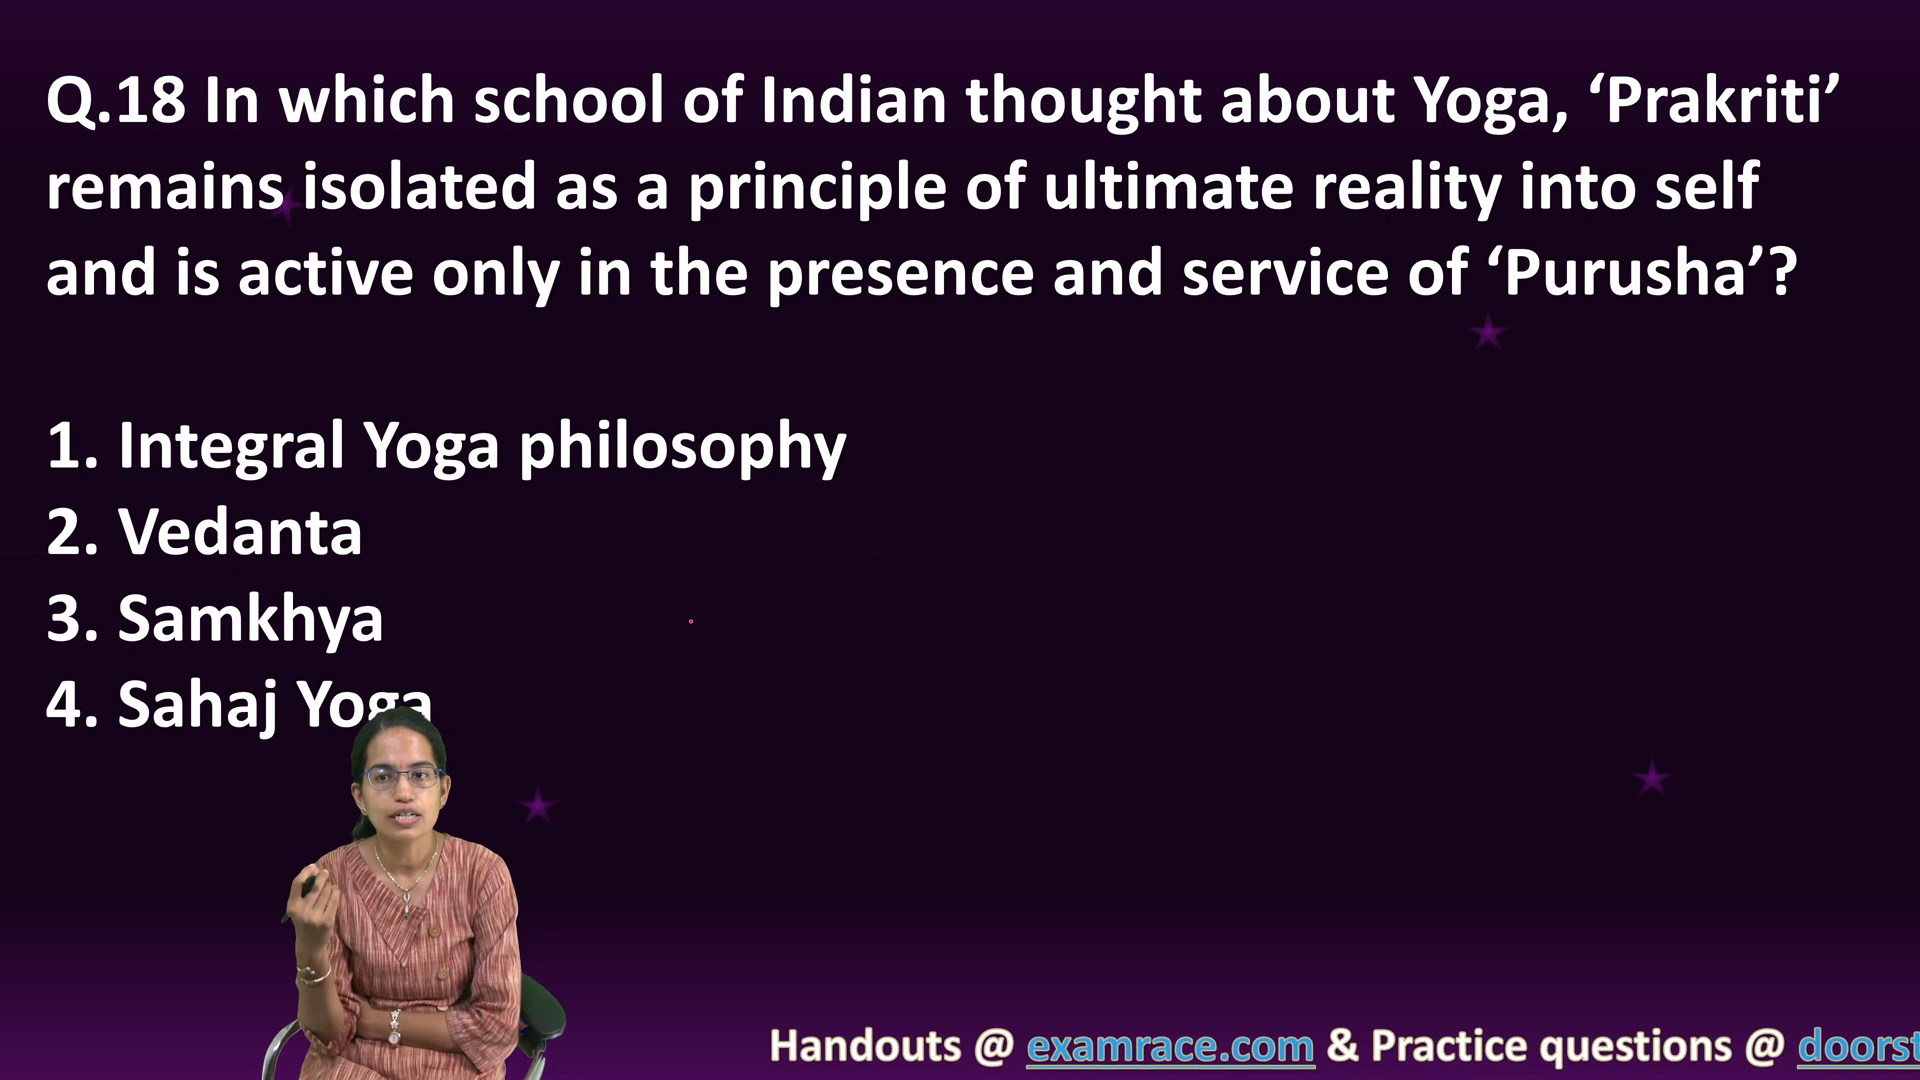 Q.18 In which school of Indian thought about Yoga, ‘Prakriti’
remains isolated as a principle of ultimate reality into self
and is active only in the presence and service of ‘Purusha’?
1. Integral Yoga philosophy
2. Vedanta
3. Samkhya
4. Sahaj Yoga
Handouts @ examrace.com & Practice questions @